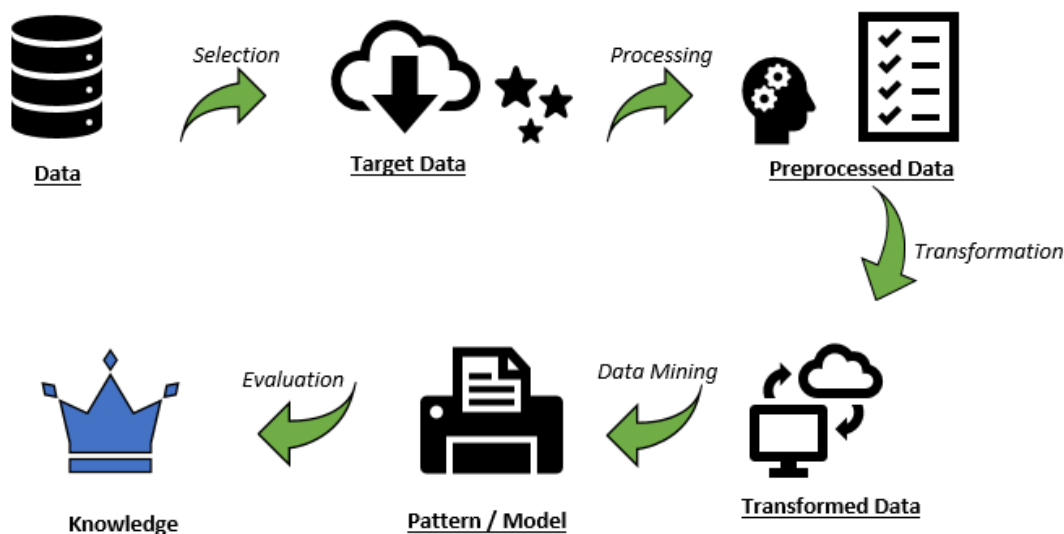 Selection
Processing
Data
Target Data
Preprocessed Data
Transformation
Evaluation
Data Mining
Knowledge
Pattern / Model
Transformed Data